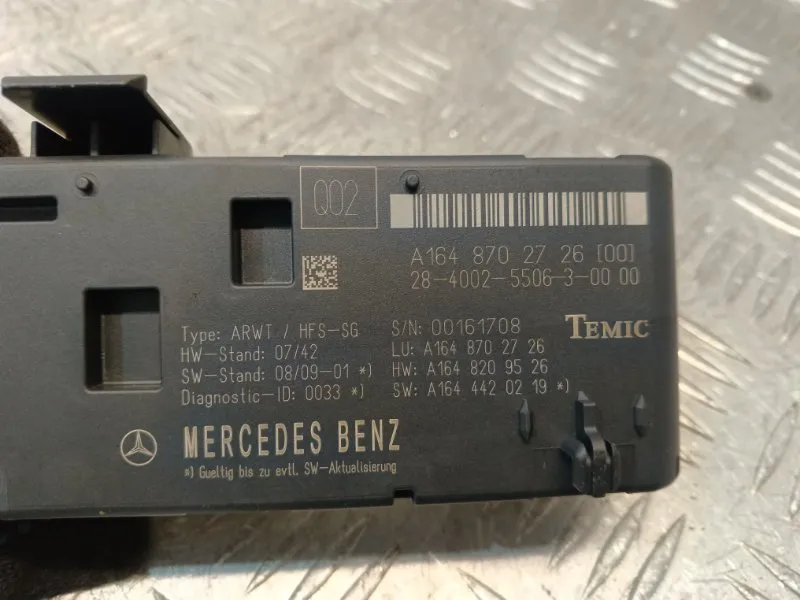 Q02
A164 870 27 26 [00]
28-4002-5506-3-00 00
Type: ARWT / HFS-SG
HW-Stand: 07/42
SW-Stand: 08/09-01 *)
Diagnostic-ID: 0033 *)
S/N: 00161708
LU: A164 870 27 26
HW: A164 820 95 26
SW: A164 442 02 19 *)
TEMIC
MERCEDES BENZ
*) Gueltig bis zu evtl. SW-Aktualisierung